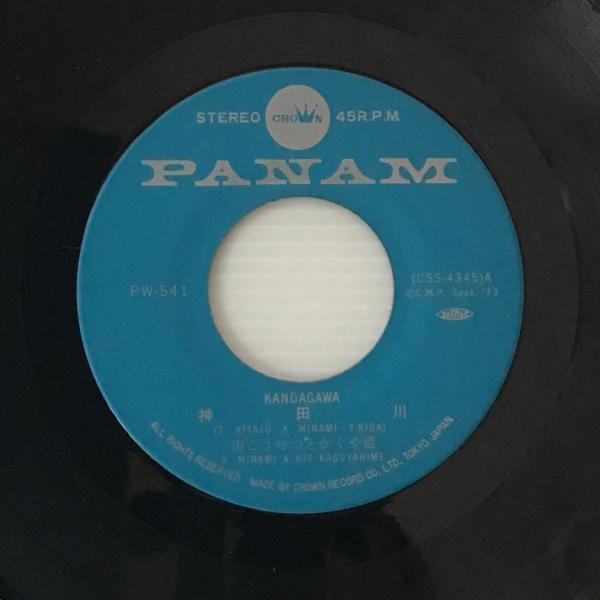 STEREO CROWN 45 R.P.M.
PANAM
PW-541
(CSS-4345)A
©C.M.P. Sept. '73
KANDAGAWA
神田川
(T. KITAJO - K. MINAMI - T. KIDA)
南こうせつとかぐや姫
K. MINAMI & HIS KAGUYAHIME
ALL RIGHTS RESERVED MADE BY CROWN RECORD CO., LTD. TOKYO, JAPAN